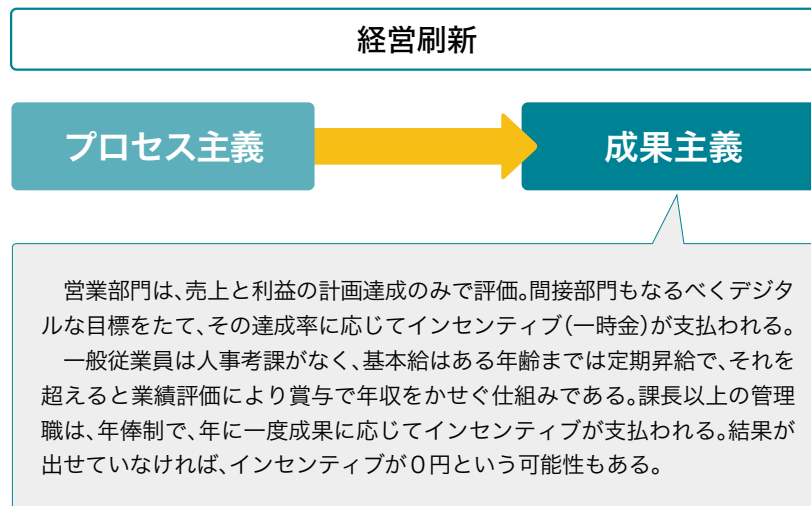 経営刷新
プロセス主義
成果主義
　営業部門は、売上と利益の計画達成のみで評価。間接部門もなるべくデジタ
ルな目標をたて、その達成率に応じてインセンティブ（一時金）が支払われる。
　一般従業員は人事考課がなく、基本給はある年齢までは定期昇給で、それを
超えると業績評価により賞与で年収をかせぐ仕組みである。課長以上の管理
職は、年俸制で、年に一度成果に応じてインセンティブが支払われる。結果が
出せていなければ、インセンティブが０円という可能性もある。